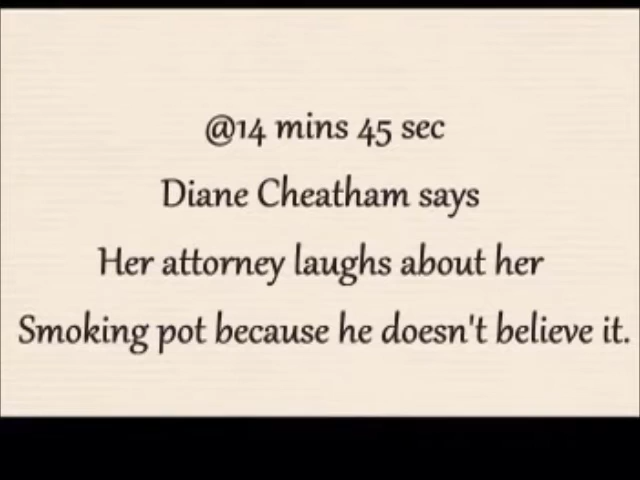 @14 mins 45 sec
Diane Cheatham says
Her attorney laughs about her
Smoking pot because he doesn't believe it.